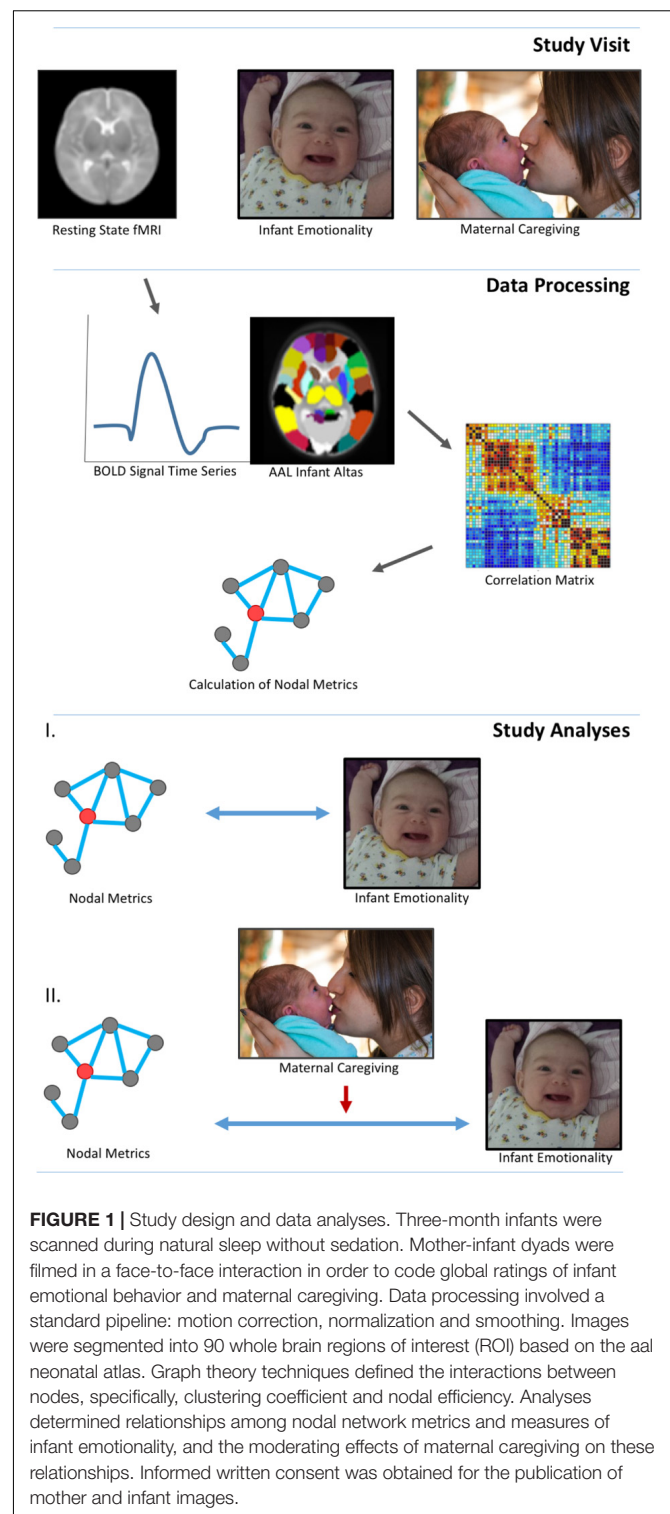 Study Visit
Resting State fMRI
Infant Emotionality
Maternal Caregiving
Data Processing
BOLD Signal Time Series
AAL Infant Altas
Correlation Matrix
Calculation of Nodal Metrics
I.
Study Analyses
Nodal Metrics
Infant Emotionality
II.
Maternal Caregiving
Nodal Metrics
Infant Emotionality
FIGURE 1 | Study design and data analyses. Three-month infants were
scanned during natural sleep without sedation. Mother-infant dyads were
filmed in a face-to-face interaction in order to code global ratings of infant
emotional behavior and maternal caregiving. Data processing involved a
standard pipeline: motion correction, normalization and smoothing. Images
were segmented into 90 whole brain regions of interest (ROI) based on the aal
neonatal atlas. Graph theory techniques defined the interactions between
nodes, specifically, clustering coefficient and nodal efficiency. Analyses
determined relationships among nodal network metrics and measures of
infant emotionality, and the moderating effects of maternal caregiving on these
relationships. Informed written consent was obtained for the publication of
mother and infant images.